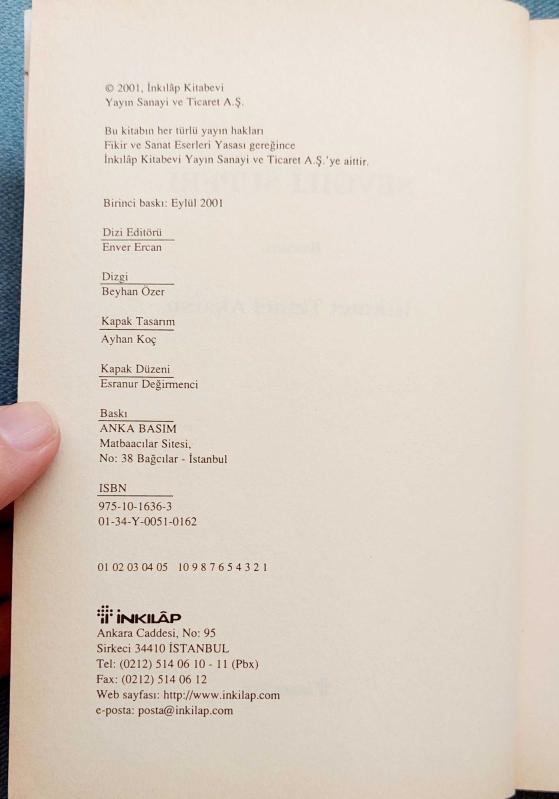 © 2001, İnkılâp Kitabevi
Yayın Sanayi ve Ticaret A.Ş.
Bu kitabın her türlü yayın hakları
Fikir ve Sanat Eserleri Yasası gereğince
İnkılâp Kitabevi Yayın Sanayi ve Ticaret A.Ş.'ye aittir.
Birinci baskı: Eylül 2001
Dizi Editörü
Enver Ercan
Dizgi
Beyhan Özer
Kapak Tasarım
Ayhan Koç
Kapak Düzeni
Esranur Değirmenci
Baskı
ANKA BASIM
Matbaacılar Sitesi,
No: 38 Bağcılar - İstanbul
ISBN
975-10-1636-3
01-34-Y-0051-0162
01 02 03 04 05 10 9 8 7 6 5 4 3 2 1
İNKILÂP
Ankara Caddesi, No: 95
Sirkeci 34410 İSTANBUL
Tel: (0212) 514 06 10 - 11 (Pbx)
Fax: (0212) 514 06 12
Web sayfası: http://www.inkilap.com
e-posta: posta@inkilap.com